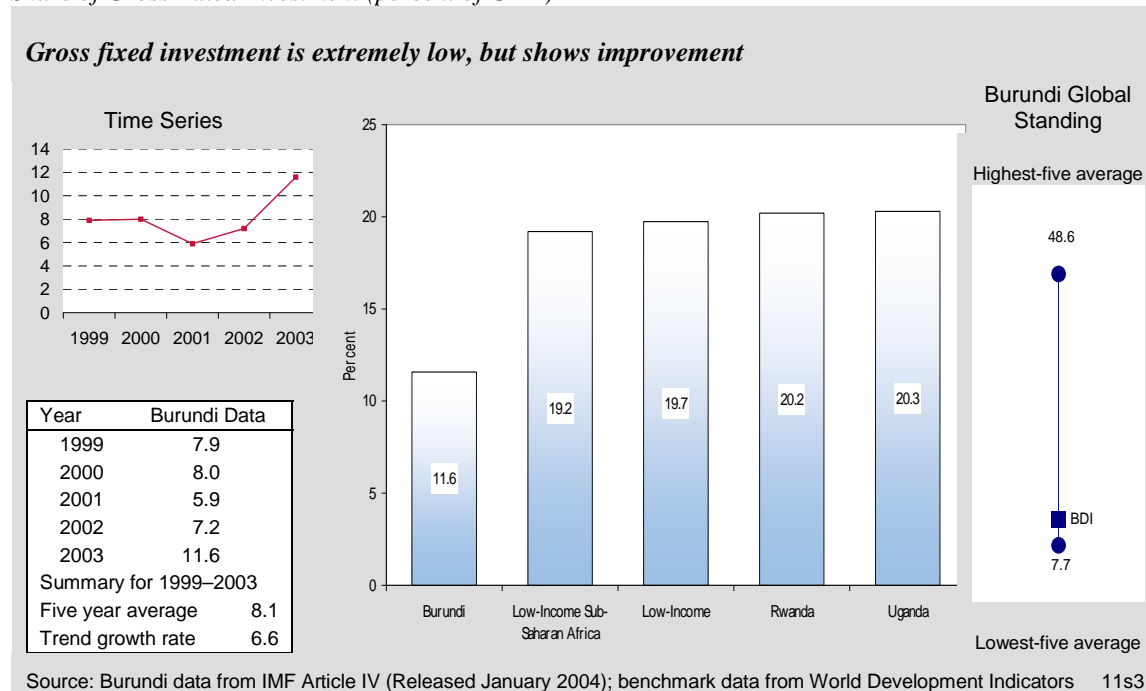 Gross fixed investment is extremely low, but shows improvement
Time Series
14
12
10
8
6
4
2
0
1999 2000 2001 2002 2003
Year Burundi Data
1999 7.9
2000 8.0
2001 5.9
2002 7.2
2003 11.6
Summary for 1999–2003
Five year average 8.1
Trend growth rate 6.6
25
20
15
10
5
0
Per cent
11.6
19.2
19.7
20.2
20.3
Burundi
Low-Income Sub-
Saharan Africa
Low-Income
Rwanda
Uganda
Burundi Global
Standing
Highest-five average
48.6
BDI
7.7
Lowest-five average
Source: Burundi data from IMF Article IV (Released January 2004); benchmark data from World Development Indicators 11s3